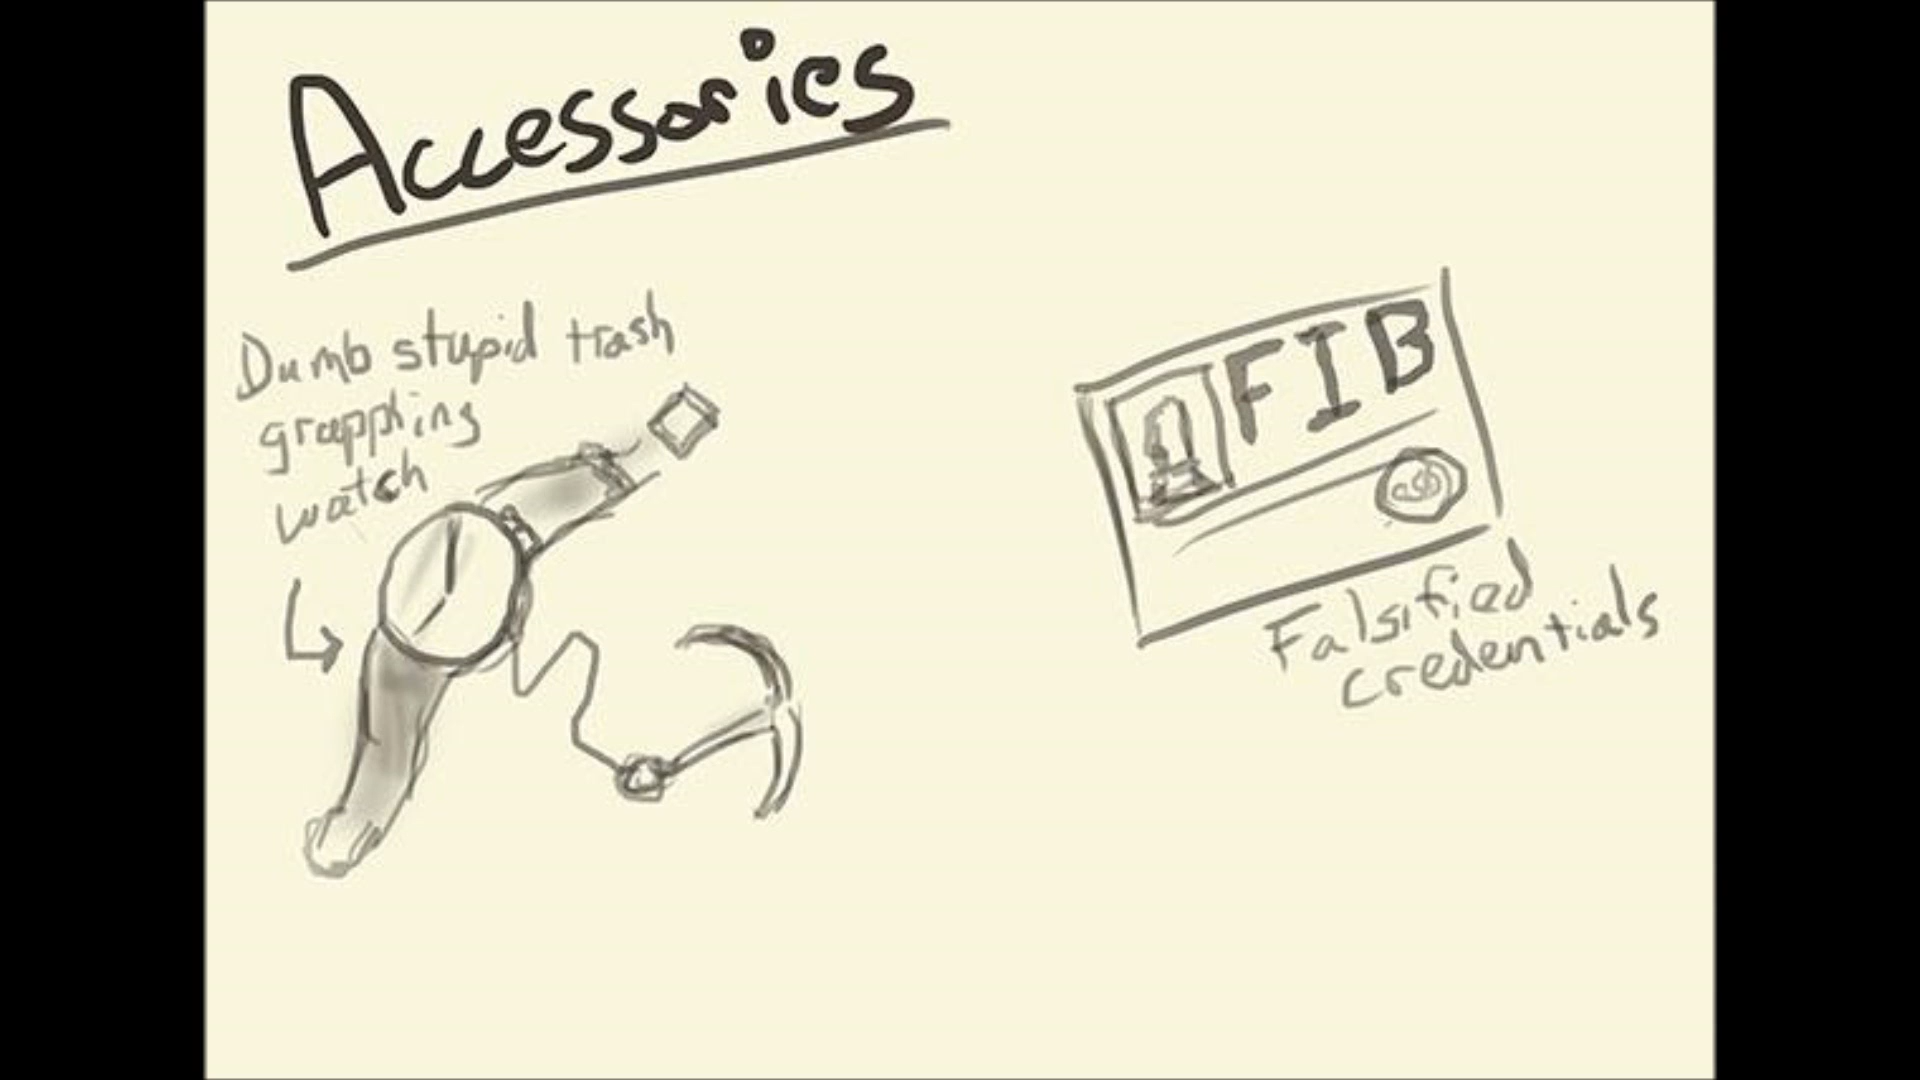 Accessories
Dumb stupid trash
grappling
watch
FIB
Falsified
credentials